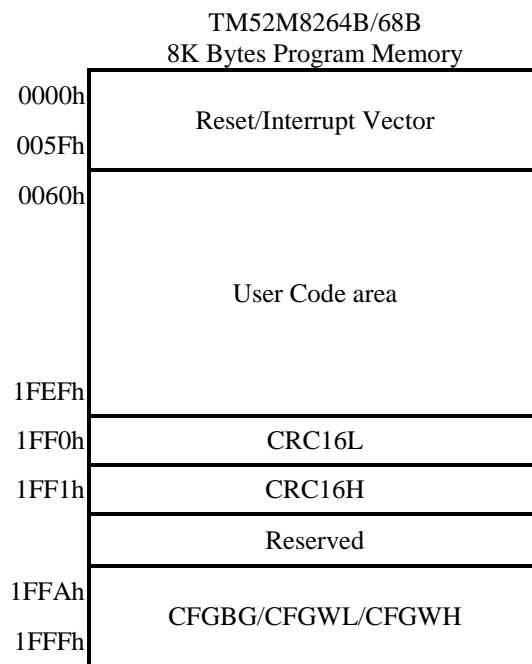 TM52M8264B/68B
8K Bytes Program Memory
0000h
Reset/Interrupt Vector
005Fh
0060h
User Code area
1FEFh
1FF0h
CRC16L
1FF1h
CRC16H
Reserved
1FFAh
CFGBG/CFGWL/CFGWH
1FFFh